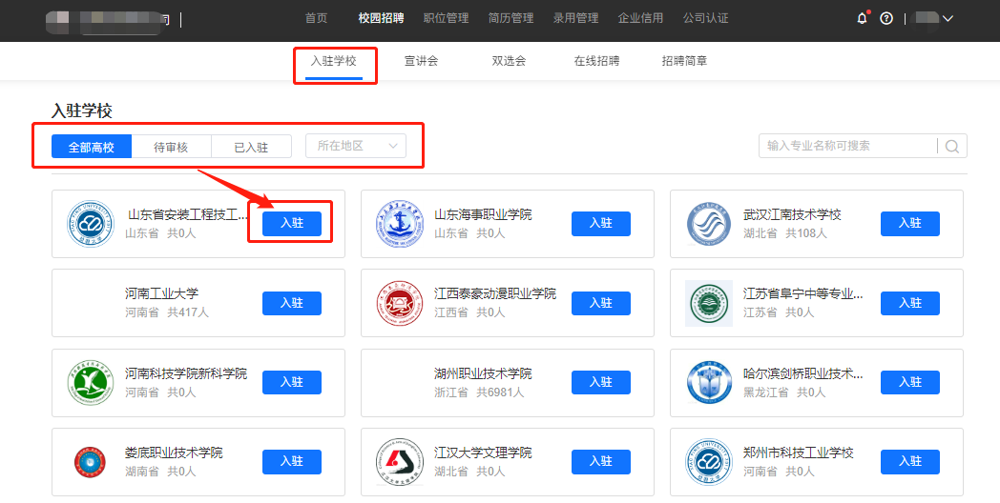 司
首页 校园招聘 职位管理 简历管理 录用管理 企业信用 公司认证
入驻学校 宣讲会 双选会 在线招聘 招聘简章
入驻学校
全部高校 待审核 已入驻 所在地区 输入专业名称可搜索
山东省安装工程技工... 入驻
山东省 共0人
山东海事职业学院 入驻
山东省 共0人
武汉江南技术学校 入驻
湖北省 共108人
河南工业大学 入驻
河南省 共417人
江西泰豪动漫职业学院 入驻
江西省 共0人
江苏省阜宁中等专业... 入驻
江苏省 共0人
河南科技学院新科学院 入驻
河南省 共0人
湖州职业技术学院 入驻
浙江省 共6981人
哈尔滨剑桥职业技术... 入驻
黑龙江省 共0人
娄底职业技术学院 入驻
湖南省 共0人
江汉大学文理学院 入驻
湖北省 共0人
郑州市科技工业学校 入驻
河南省 共0人